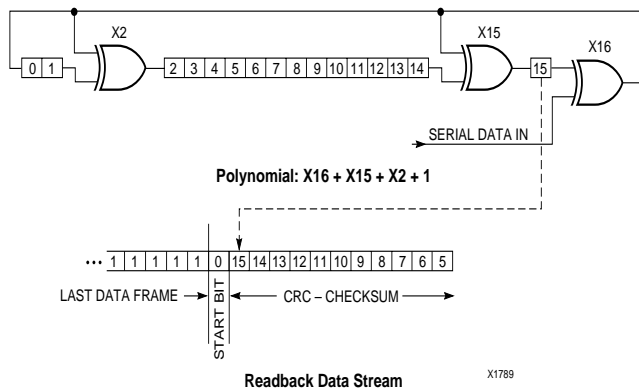 X2
X15
X16
0 1
2 3 4 5 6 7 8 9 10 11 12 13 14
15
SERIAL DATA IN
Polynomial: X16 + X15 + X2 + 1
••• 1 1 1 1 1 0 15 14 13 12 11 10 9 8 7 6 5
LAST DATA FRAME
START BIT
CRC – CHECKSUM
Readback Data Stream
X1789